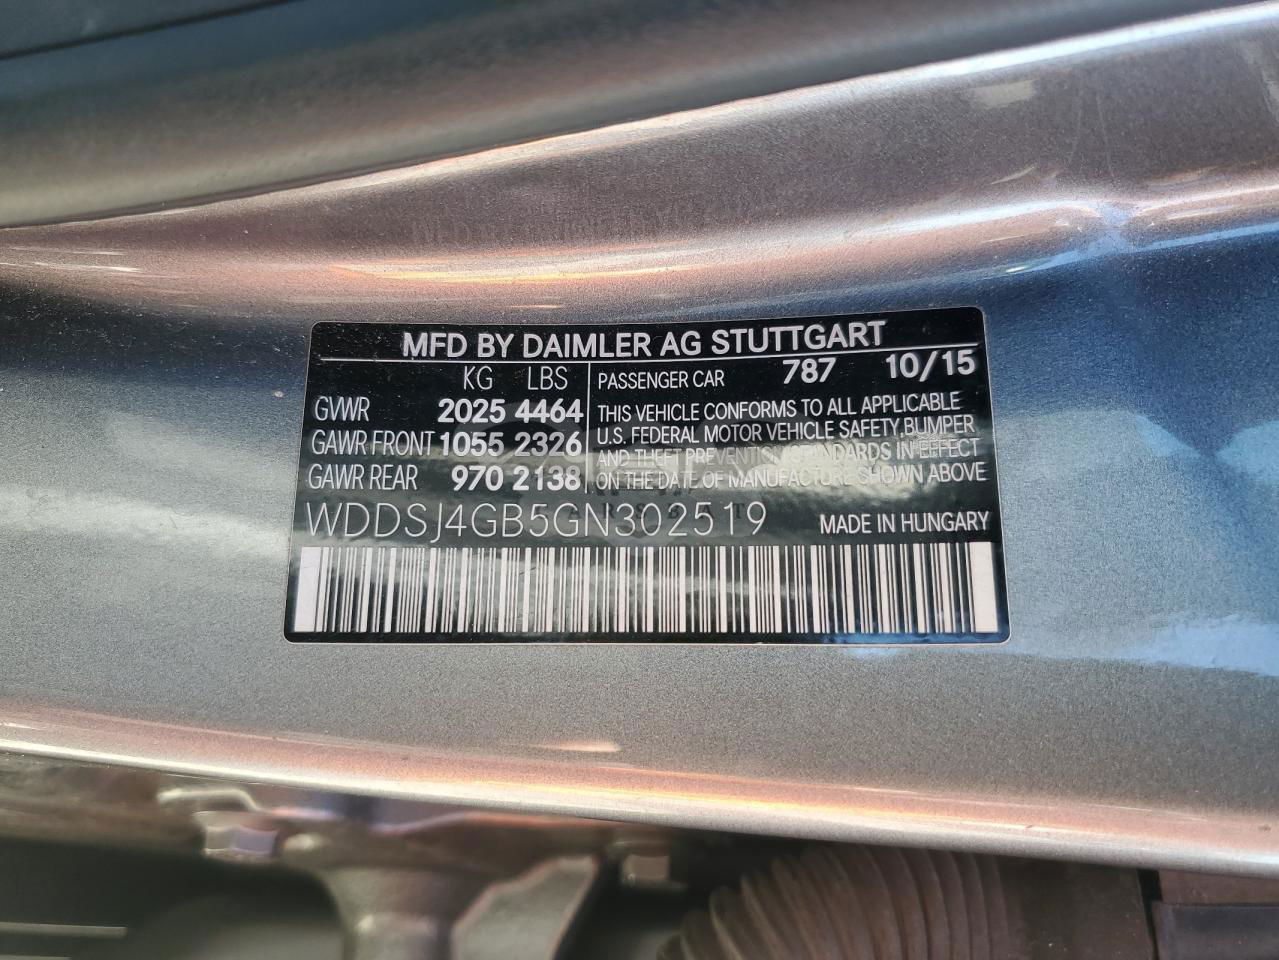 MFD BY DAIMLER AG STUTTGART
KG LBS
GVWR 2025 4464
GAWR FRONT 1055 2326
GAWR REAR 970 2138
PASSENGER CAR 787 10/15
THIS VEHICLE CONFORMS TO ALL APPLICABLE
U.S. FEDERAL MOTOR VEHICLE SAFETY, BUMPER
AND THEFT PREVENTION STANDARDS IN EFFECT
ON THE DATE OF MANUFACTURE SHOWN ABOVE
WDDSJ4GB5GN302519 MADE IN HUNGARY